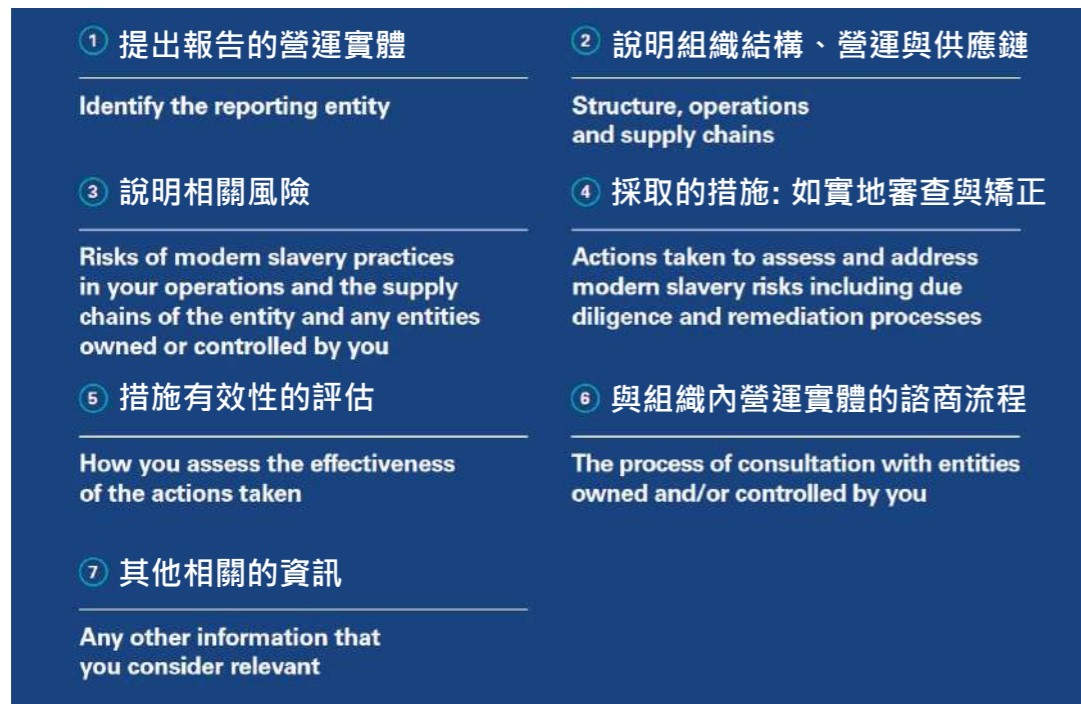 ① 提出報告的營運實體
Identify the reporting entity
② 說明組織結構、營運與供應鏈
Structure, operations
and supply chains
③ 說明相關風險
Risks of modern slavery practices
in your operations and the supply
chains of the entity and any entities
owned or controlled by you
④ 採取的措施: 如實地審查與矯正
Actions taken to assess and address
modern slavery risks including due
diligence and remediation processes
⑤ 措施有效性的評估
How you assess the effectiveness
of the actions taken
⑥ 與組織內營運實體的諮商流程
The process of consultation with entities
owned and/or controlled by you
⑦ 其他相關的資訊
Any other information that
you consider relevant